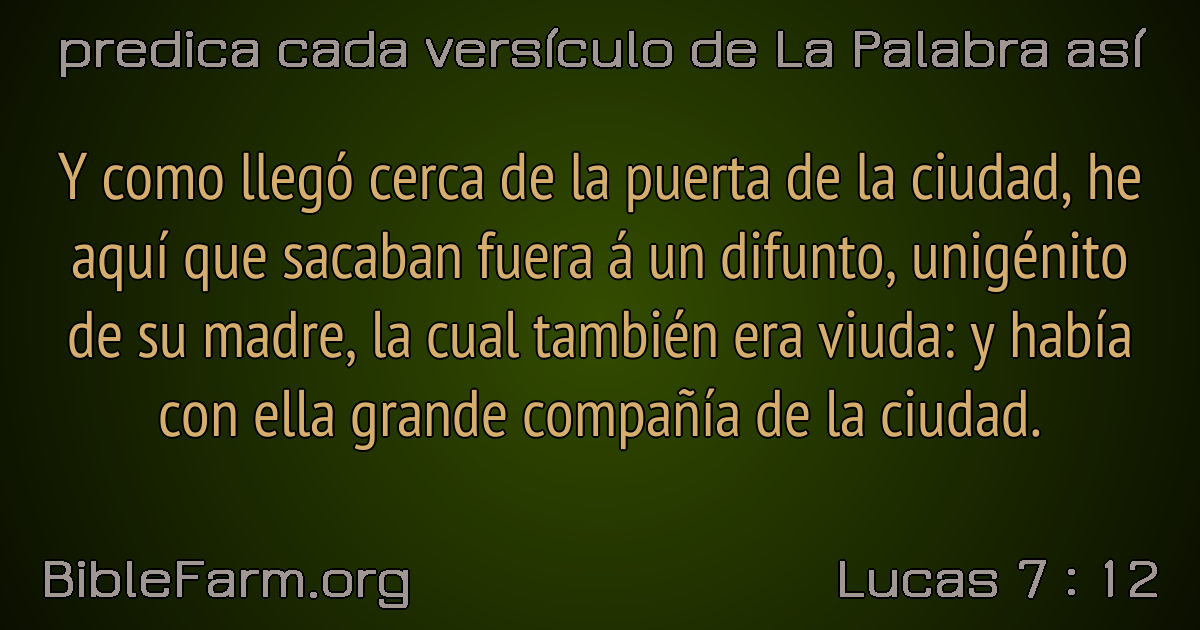 predica cada versículo de La Palabra así
Y como llegó cerca de la puerta de la ciudad, he
aquí que sacaban fuera á un difunto, unigénito
de su madre, la cual también era viuda: y había
con ella grande compañía de la ciudad.
BibleFarm.org
Lucas 7 : 12